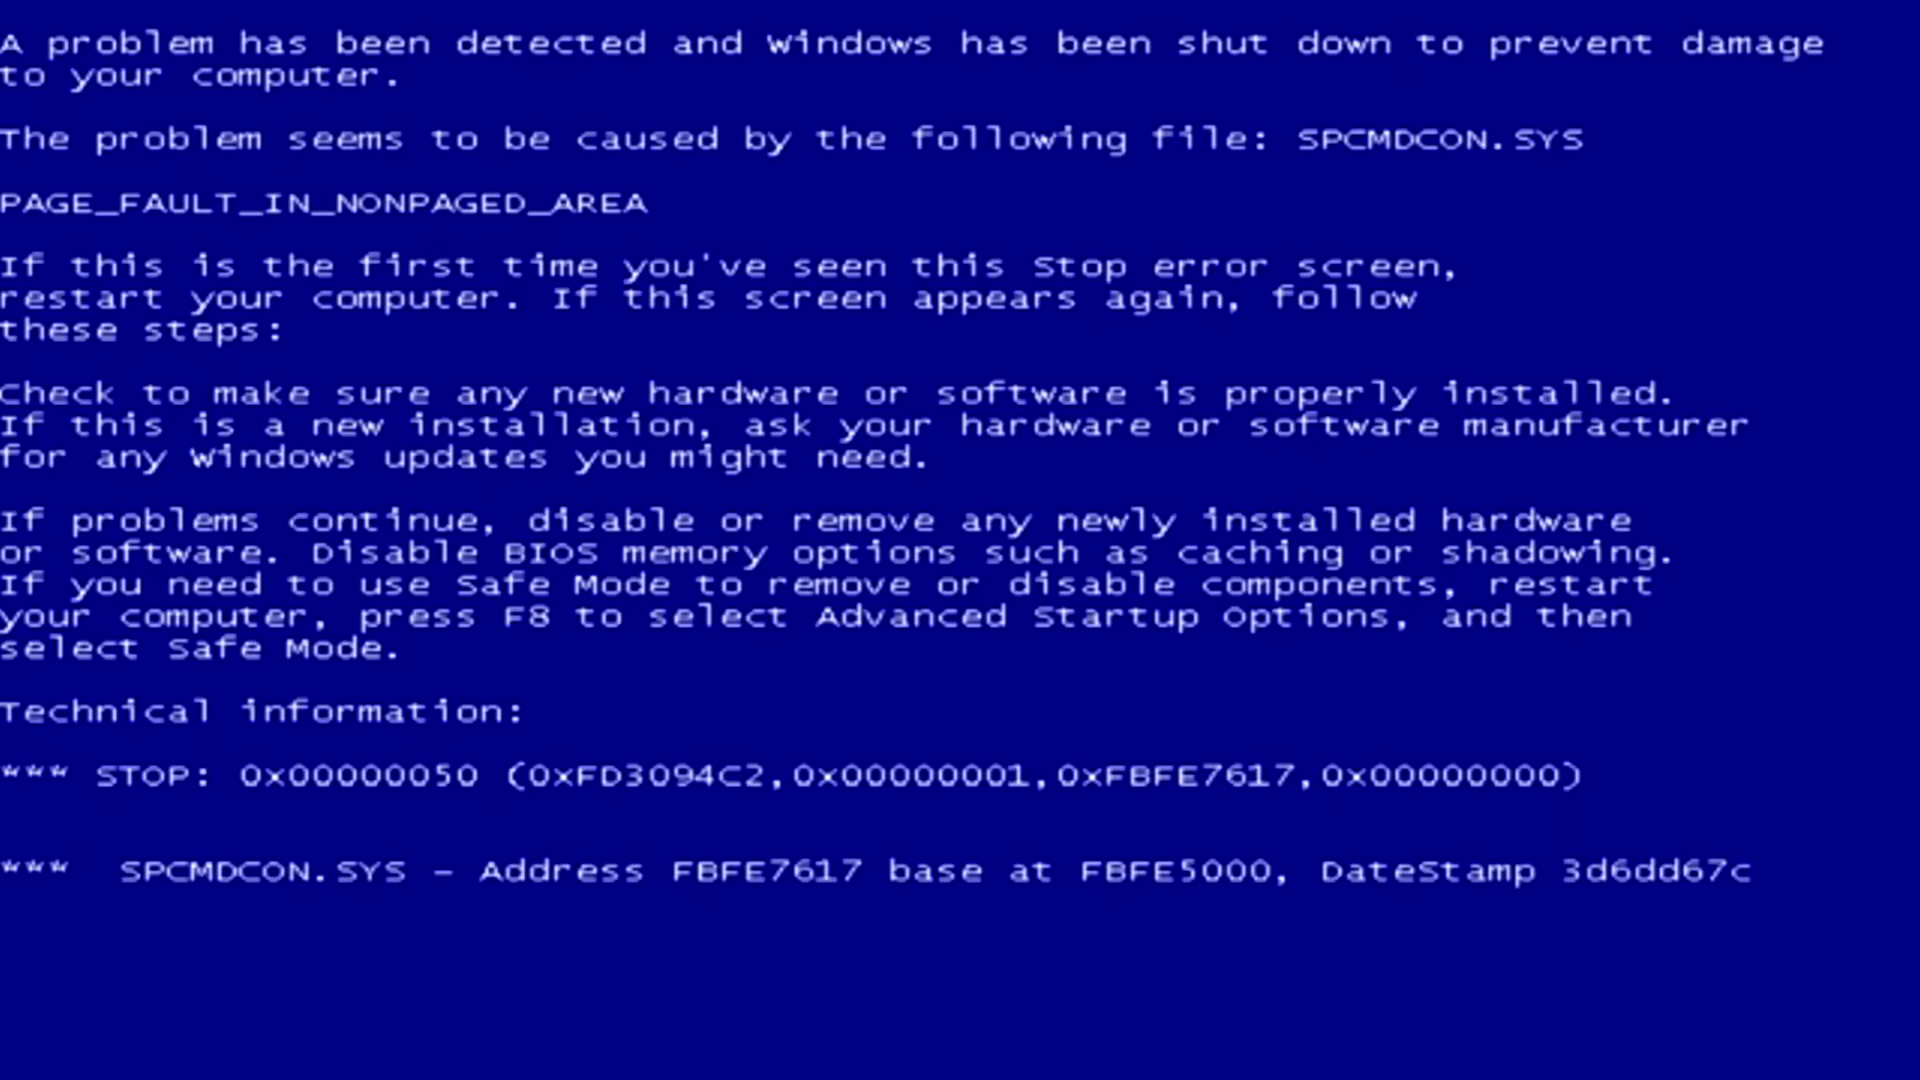 A problem has been detected and windows has been shut down to prevent damage
to your computer.
The problem seems to be caused by the following file: SPCMDCON.SYS
PAGE_FAULT_IN_NONPAGED_AREA
If this is the first time you've seen this Stop error screen,
restart your computer. If this screen appears again, follow
these steps:
Check to make sure any new hardware or software is properly installed.
If this is a new installation, ask your hardware or software manufacturer
for any windows updates you might need.
If problems continue, disable or remove any newly installed hardware
or software. Disable BIOS memory options such as caching or shadowing.
If you need to use Safe Mode to remove or disable components, restart
your computer, press F8 to select Advanced Startup Options, and then
select Safe Mode.
Technical information:
*** STOP: 0x00000050 (0xFD3094C2,0x00000001,0xFBFE7617,0x00000000)
*** SPCMDCON.SYS - Address FBFE7617 base at FBFE5000, DateStamp 3d6dd67c